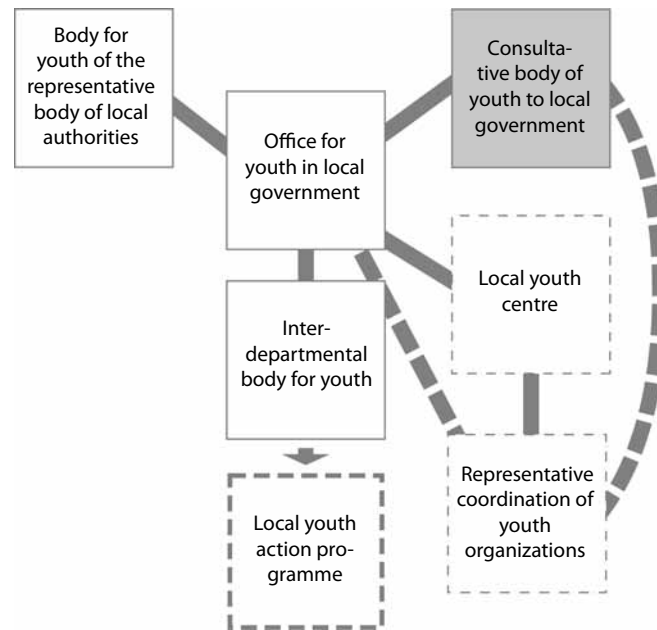 Body for
youth of the
representative
body of local
authorities
Consulta-
tive body of
youth to local
government
Office for
youth in local
government
Local youth
centre
Inter-
departmental
body for youth
Representative
coordination of
youth
organizations
Local youth
action pro-
gramme